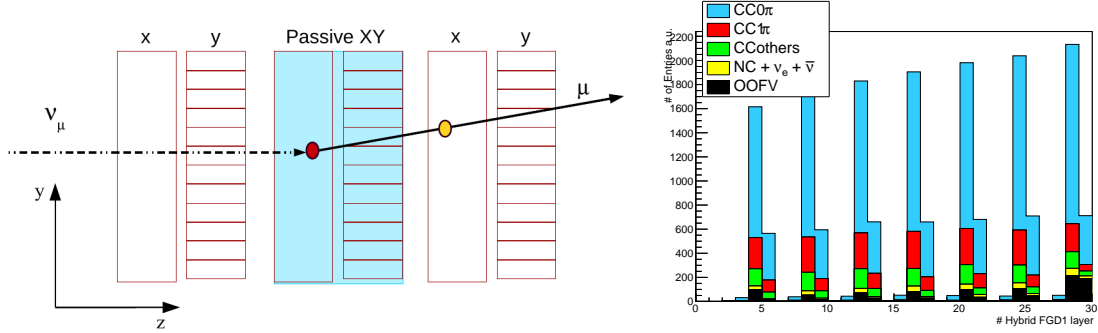 x y Passive XY x y
ν_μ
μ
y
z
CC0π
CC1π
CCothers
NC + ν_e + ν̄
OOFV
# of Entries a.u.
2200
2000
1800
1600
1400
1200
1000
800
600
400
200
0
0 5 10 15 20 25 30
# Hybrid FGD1 layer